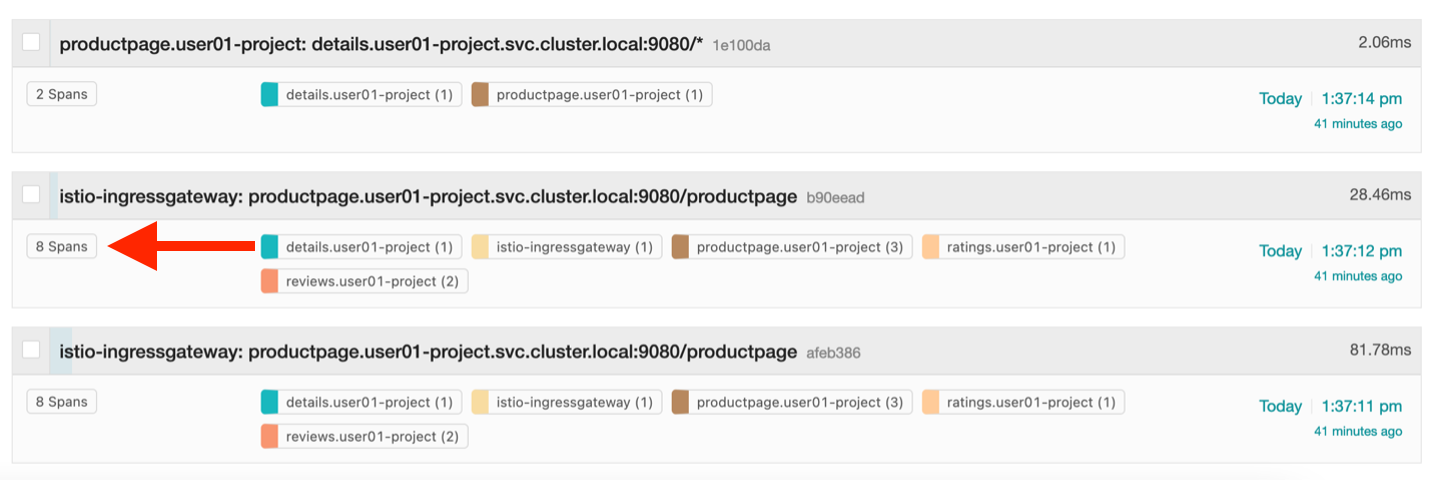 productpage.user01-project: details.user01-project.svc.cluster.local:9080/* 1e100da 2.06ms
2 Spans details.user01-project (1) productpage.user01-project (1) Today 1:37:14 pm
41 minutes ago
istio-ingressgateway: productpage.user01-project.svc.cluster.local:9080/productpage b90eead 28.46ms
8 Spans details.user01-project (1) istio-ingressgateway (1) productpage.user01-project (3) ratings.user01-project (1) Today 1:37:12 pm
reviews.user01-project (2) 41 minutes ago
istio-ingressgateway: productpage.user01-project.svc.cluster.local:9080/productpage afeb386 81.78ms
8 Spans details.user01-project (1) istio-ingressgateway (1) productpage.user01-project (3) ratings.user01-project (1) Today 1:37:11 pm
reviews.user01-project (2) 41 minutes ago